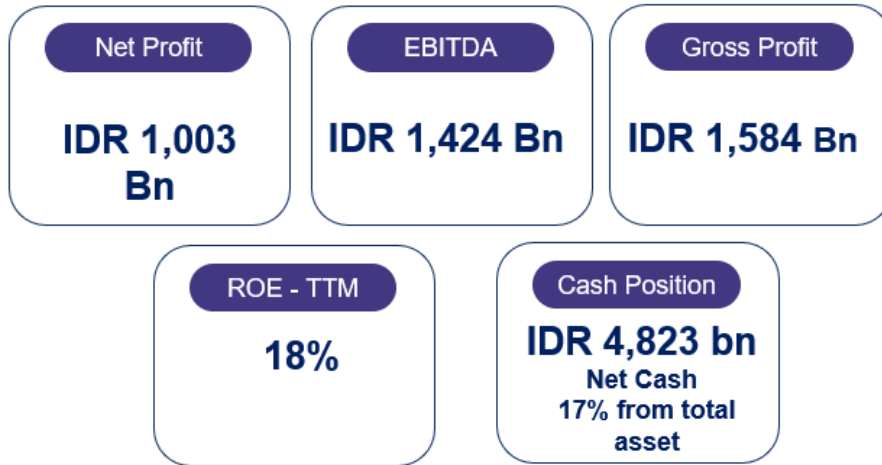 Net Profit
IDR 1,003
Bn
EBITDA
IDR 1,424 Bn
Gross Profit
IDR 1,584 Bn
ROE - TTM
18%
Cash Position
IDR 4,823 bn
Net Cash
17% from total
asset